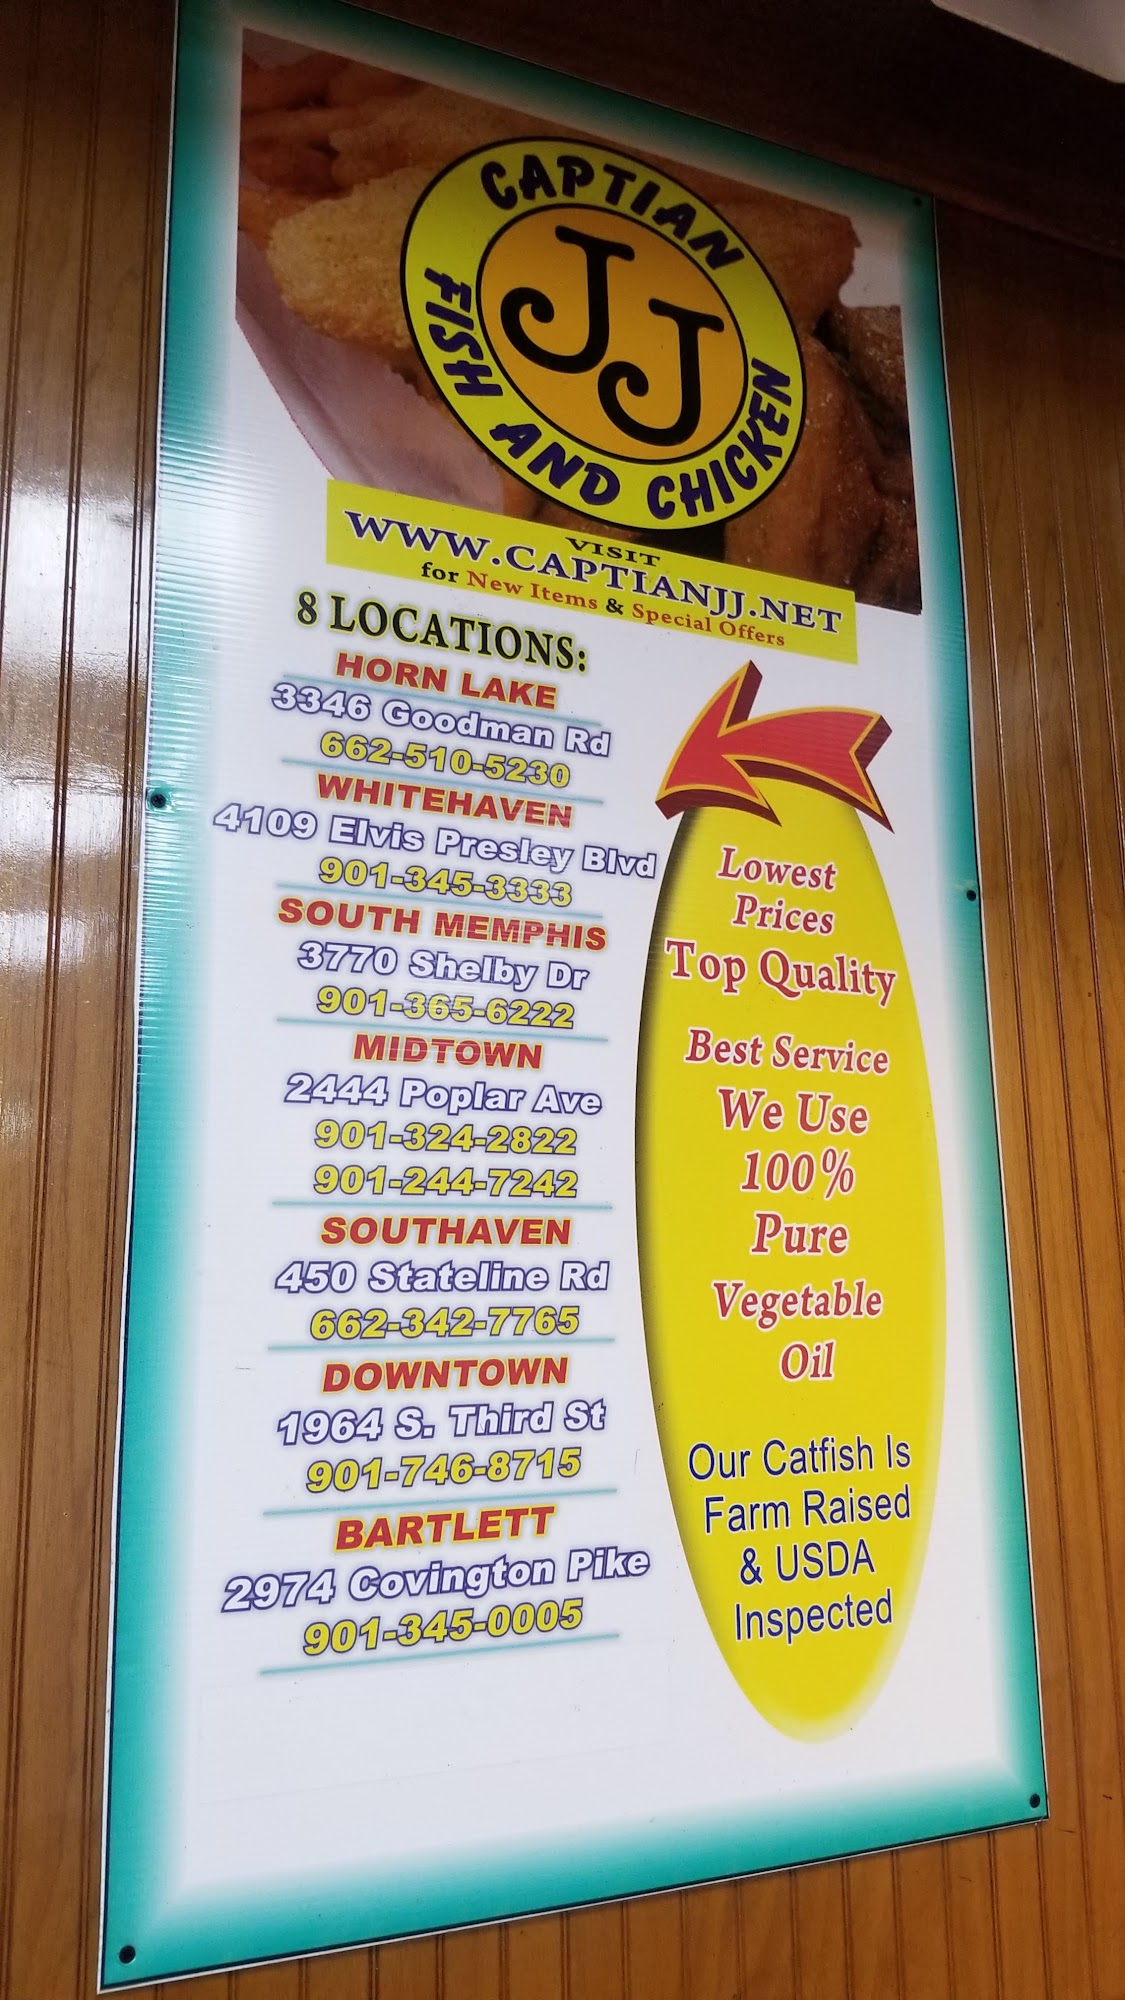 CAPTIAN
JJ
FISH AND CHICKEN
VISIT
WWW.CAPTIANJJ.NET
for New Items & Special Offers
8 LOCATIONS:
HORN LAKE
3346 Goodman Rd
662-510-5230
WHITEHAVEN
4109 Elvis Presley Blvd
901-345-3333
SOUTH MEMPHIS
3770 Shelby Dr
901-365-6222
MIDTOWN
2444 Poplar Ave
901-324-2822
901-244-7242
SOUTHAVEN
450 Stateline Rd
662-342-7765
DOWNTOWN
1964 S. Third St
901-746-8715
BARTLETT
2974 Covington Pike
901-345-0005
Lowest
Prices
Top Quality
Best Service
We Use
100%
Pure
Vegetable
Oil
Our Catfish Is
Farm Raised
& USDA
Inspected